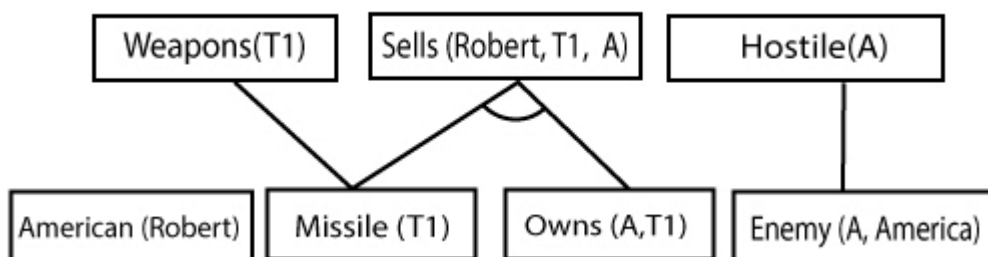 Weapons(T1)
Sells (Robert, T1, A)
Hostile(A)
American (Robert)
Missile (T1)
Owns (A,T1)
Enemy (A, America)